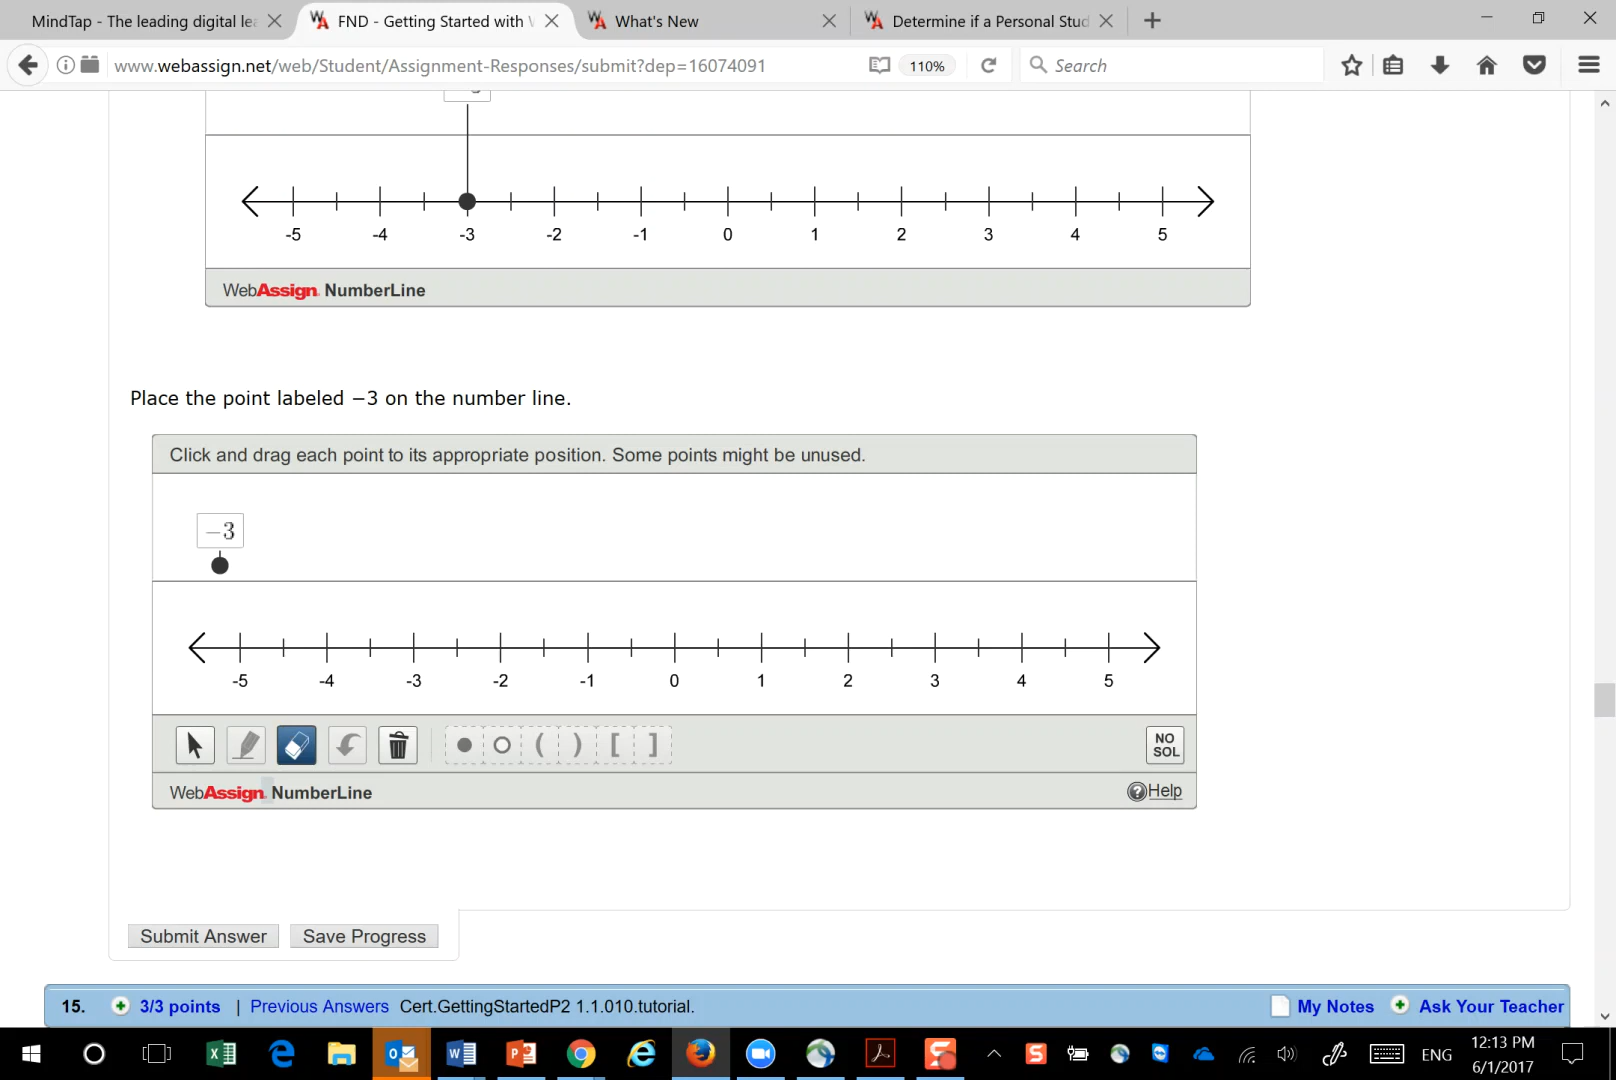 MindTap - The leading digital lea
FND - Getting Started with W
What's New
Determine if a Personal Stud
www.webassign.net/web/Student/Assignment-Responses/submit?dep=16074091
110%
Search
-5 -4 -3 -2 -1 0 1 2 3 4 5
WebAssign. NumberLine
Place the point labeled −3 on the number line.
Click and drag each point to its appropriate position. Some points might be unused.
−3
-5 -4 -3 -2 -1 0 1 2 3 4 5
( ) [ ]
NO
SOL
WebAssign. NumberLine
? Help
Submit Answer Save Progress
15. 3/3 points | Previous Answers Cert.GettingStartedP2 1.1.010.tutorial.
My Notes Ask Your Teacher
ENG
12:13 PM
6/1/2017